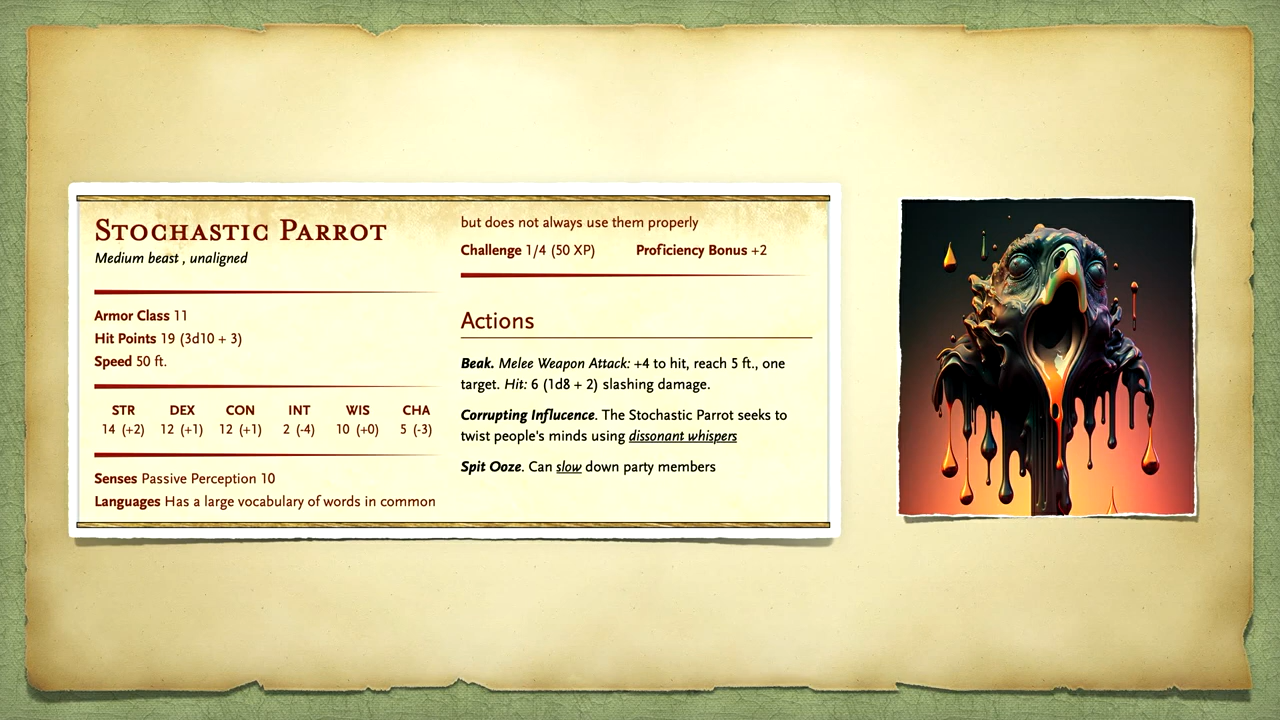 Stochastic Parrot
Medium beast , unaligned
Armor Class 11
Hit Points 19 (3d10 + 3)
Speed 50 ft.
STR DEX CON INT WIS CHA
14 (+2) 12 (+1) 12 (+1) 2 (-4) 10 (+0) 5 (-3)
Senses Passive Perception 10
Languages Has a large vocabulary of words in common
but does not always use them properly
Challenge 1/4 (50 XP) Proficiency Bonus +2
Actions
Beak. Melee Weapon Attack: +4 to hit, reach 5 ft., one
target. Hit: 6 (1d8 + 2) slashing damage.
Corrupting Influcence. The Stochastic Parrot seeks to
twist people's minds using dissonant whispers
Spit Ooze. Can slow down party members